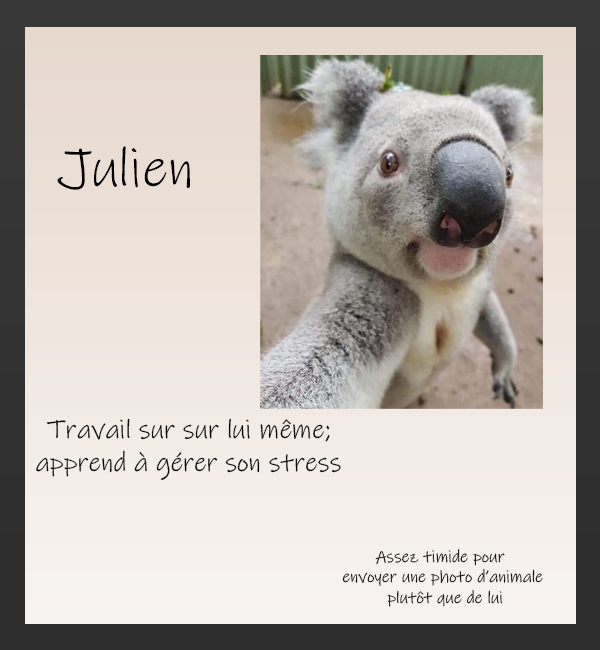 Julien
Travail sur sur lui même;
apprend à gérer son stress
Assez timide pour
envoyer une photo d'animale
plutôt que de lui